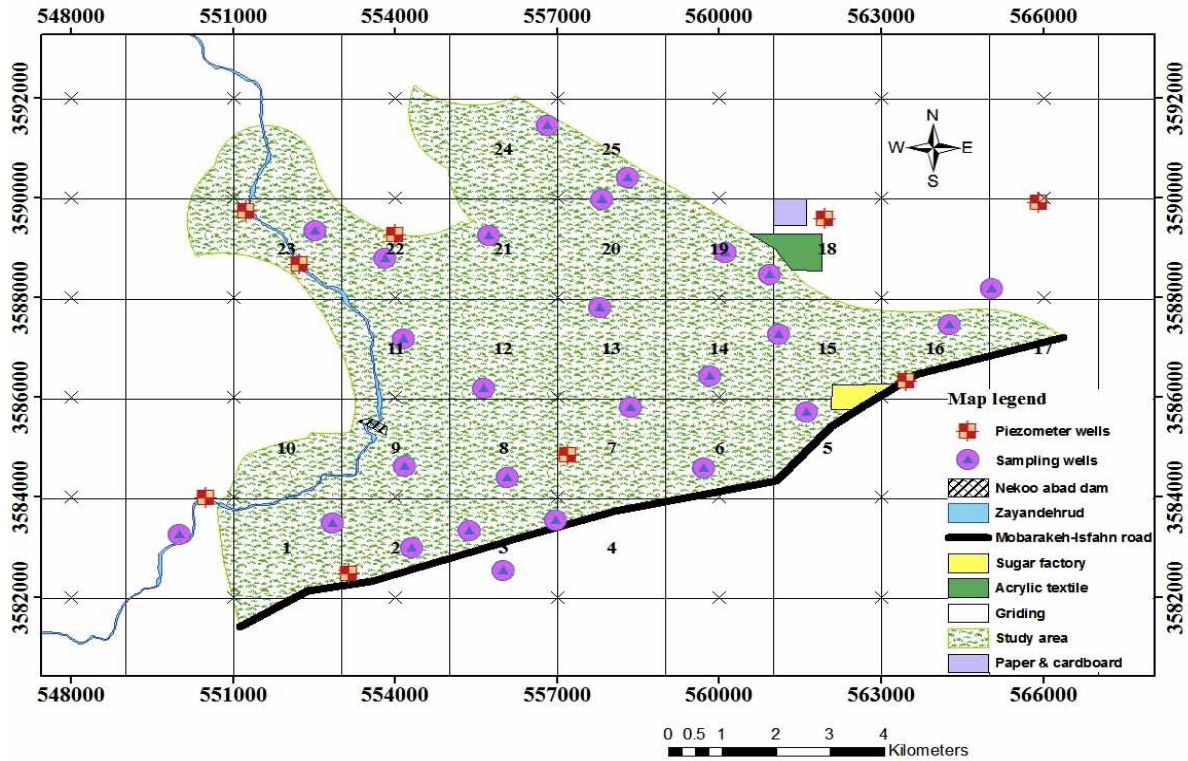 548000 551000 554000 557000 560000 563000 566000
3592000 3592000
N
W E
S
24 25
3590000 3590000
23 22 21 20 19 18
3588000 3588000
11 12 13 14 15 16 17
3586000 3586000
Map legend
Piezometer wells
10 9 8 7 6 5
Sampling wells
Nekoo abad dam
3584000 3584000
Zayandehrud
Mobarakeh-Isfahn road
1 2 3 4
Sugar factory
Acrylic textile
3582000 3582000
Griding
Study area
Paper & cardboard
548000 551000 554000 557000 560000 563000 566000
0 0.5 1 2 3 4
Kilometers